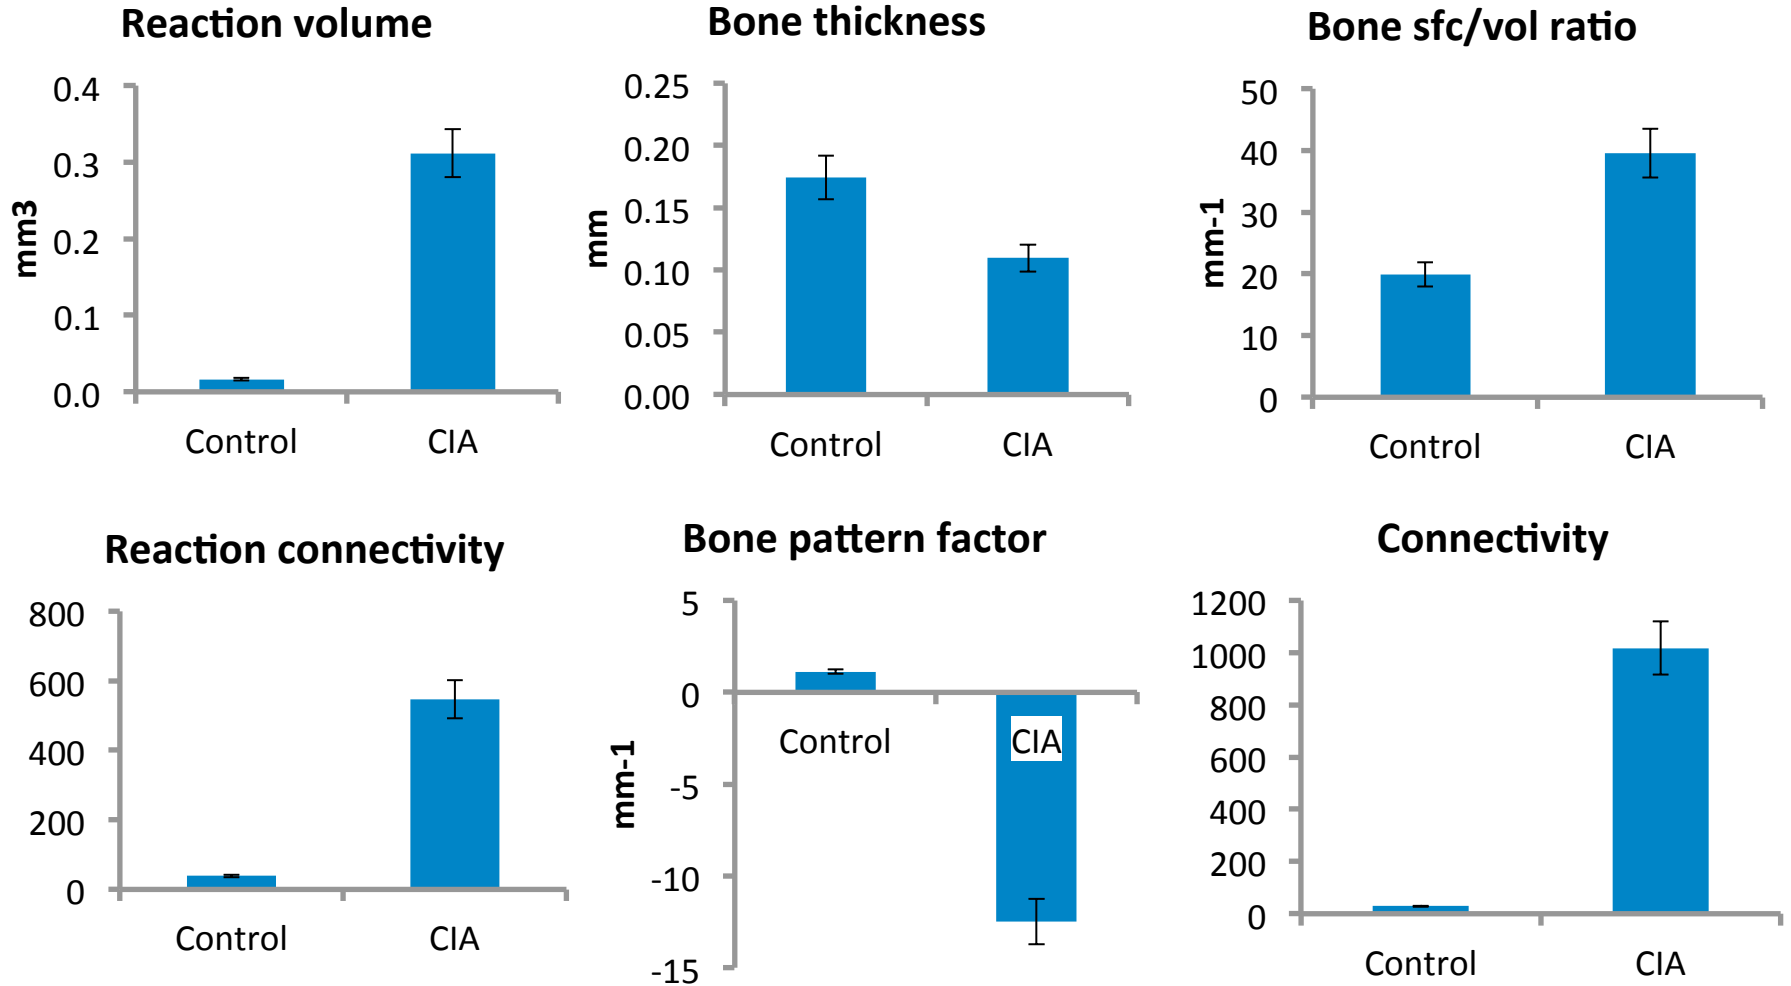 Reaction volume
mm3
0.4
0.3
0.2
0.1
0.0
Control CIA
Bone thickness
mm
0.25
0.20
0.15
0.10
0.05
0.00
Control CIA
Bone sfc/vol ratio
mm-1
50
40
30
20
10
0
Control CIA
Reaction connectivity
800
600
400
200
0
Control CIA
Bone pattern factor
mm-1
5
0
-5
-10
-15
Control CIA
Connectivity
1200
1000
800
600
400
200
0
Control CIA